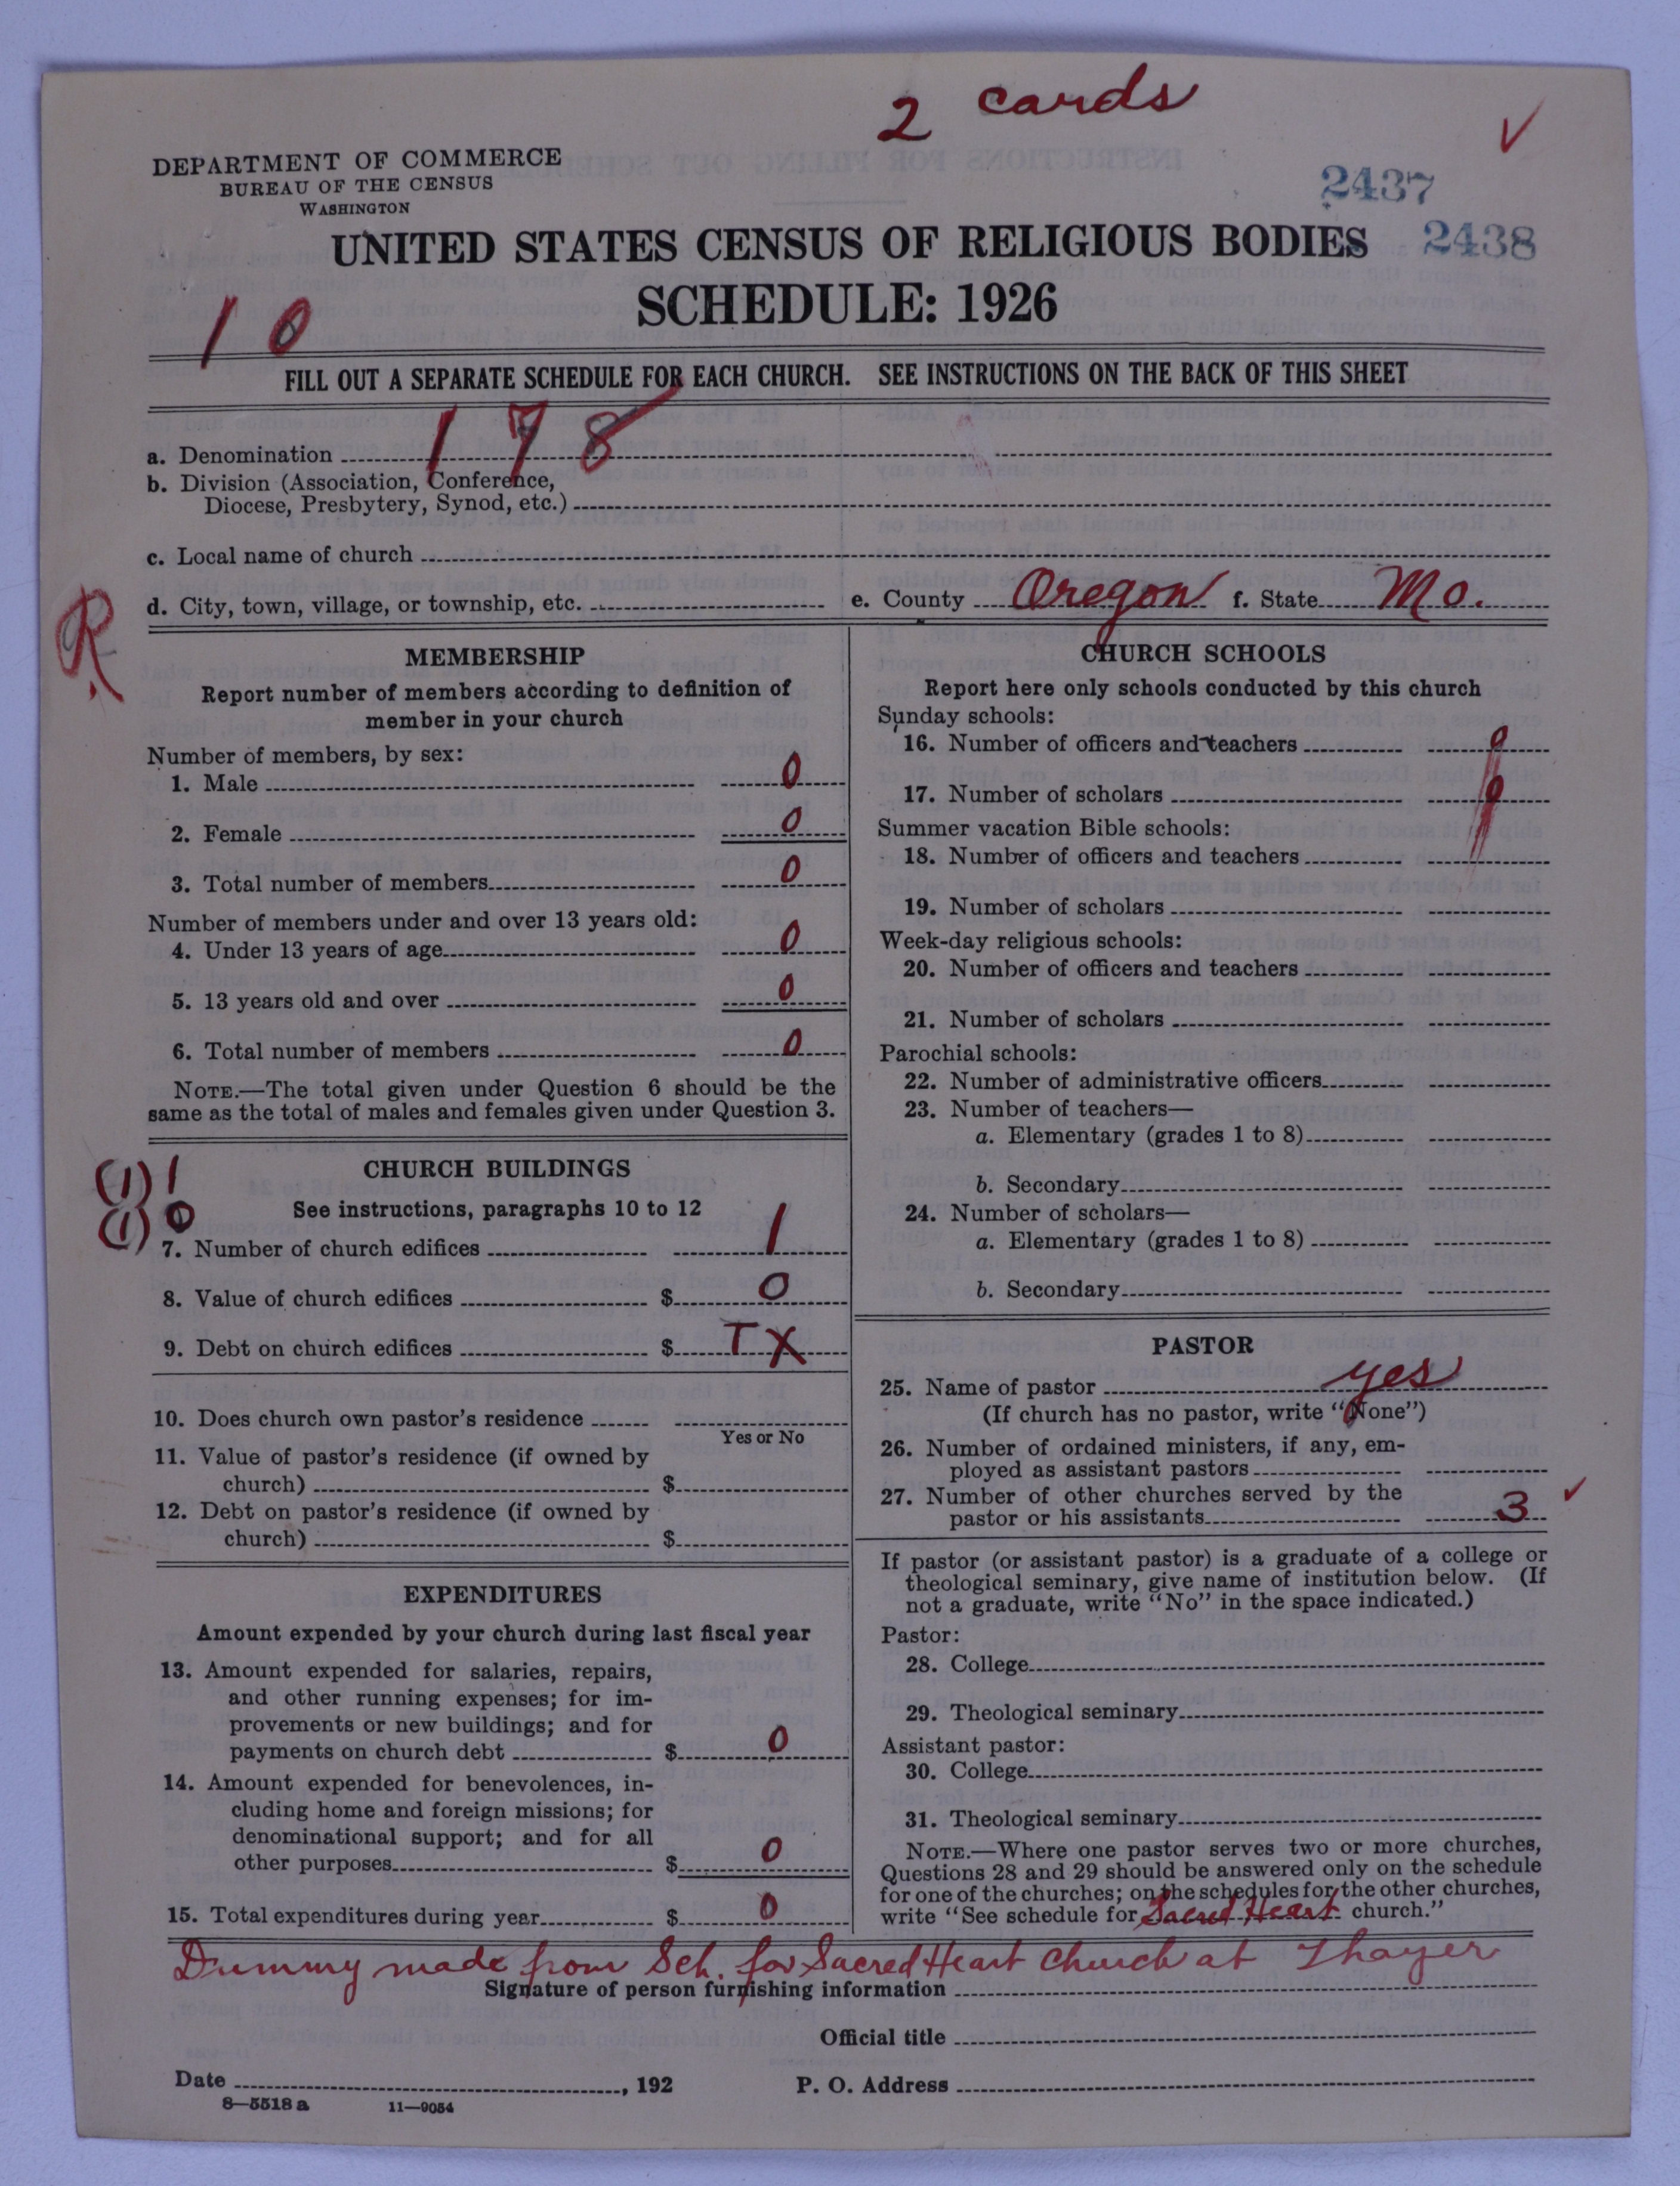 2 cards
DEPARTMENT OF COMMERCE
BUREAU OF THE CENSUS
WASHINGTON
2437
UNITED STATES CENSUS OF RELIGIOUS BODIES 2438
SCHEDULE: 1926
10
FILL OUT A SEPARATE SCHEDULE FOR EACH CHURCH. SEE INSTRUCTIONS ON THE BACK OF THIS SHEET
a. Denomination 178
b. Division (Association, Conference,
Diocese, Presbytery, Synod, etc.)
c. Local name of church
R
d. City, town, village, or township, etc. e. County Oregon f. State Mo.
MEMBERSHIP
Report number of members according to definition of
member in your church
Number of members, by sex:
1. Male 0
2. Female 0
3. Total number of members 0
Number of members under and over 13 years old:
4. Under 13 years of age 0
5. 13 years old and over 0
6. Total number of members 0
NOTE.—The total given under Question 6 should be the
same as the total of males and females given under Question 3.
CHURCH BUILDINGS
(1) 1
See instructions, paragraphs 10 to 12
(1) 0
7. Number of church edifices 1
8. Value of church edifices $ 0
9. Debt on church edifices $ TX
10. Does church own pastor's residence
Yes or No
11. Value of pastor's residence (if owned by
church) $
12. Debt on pastor's residence (if owned by
church) $
EXPENDITURES
Amount expended by your church during last fiscal year
13. Amount expended for salaries, repairs,
and other running expenses; for im-
provements or new buildings; and for
payments on church debt $ 0
14. Amount expended for benevolences, in-
cluding home and foreign missions; for
denominational support; and for all
other purposes $ 0
15. Total expenditures during year $ 0
CHURCH SCHOOLS
Report here only schools conducted by this church
Sunday schools:
16. Number of officers and teachers 0
17. Number of scholars 0
Summer vacation Bible schools:
18. Number of officers and teachers
19. Number of scholars
Week-day religious schools:
20. Number of officers and teachers
21. Number of scholars
Parochial schools:
22. Number of administrative officers
23. Number of teachers—
a. Elementary (grades 1 to 8)
b. Secondary
24. Number of scholars—
a. Elementary (grades 1 to 8)
b. Secondary
PASTOR
25. Name of pastor yes
(If church has no pastor, write "None")
26. Number of ordained ministers, if any, em-
ployed as assistant pastors
27. Number of other churches served by the
pastor or his assistants 3
If pastor (or assistant pastor) is a graduate of a college or
theological seminary, give name of institution below. (If
not a graduate, write "No" in the space indicated.)
Pastor:
28. College
29. Theological seminary
Assistant pastor:
30. College
31. Theological seminary
NOTE.—Where one pastor serves two or more churches,
Questions 28 and 29 should be answered only on the schedule
for one of the churches; on the schedules for the other churches,
write "See schedule for Sacred Heart church."
Dummy made from Sch. for Sacred Heart Church at Thayer
Signature of person furnishing information
Official title
Date , 192 P. O. Address
8—5518 a 11—9054